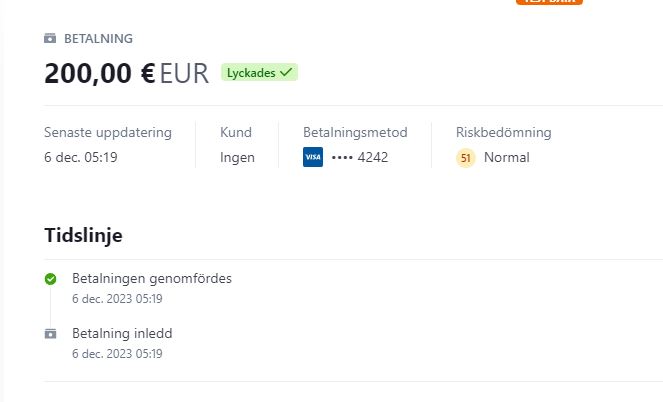 BETALNING
200,00 € EUR Lyckades
Senaste uppdatering Kund Betalningsmetod Riskbedömning
6 dec. 05:19 Ingen VISA •••• 4242 51 Normal
Tidslinje
Betalningen genomfördes
6 dec. 2023 05:19
Betalning inledd
6 dec. 2023 05:19